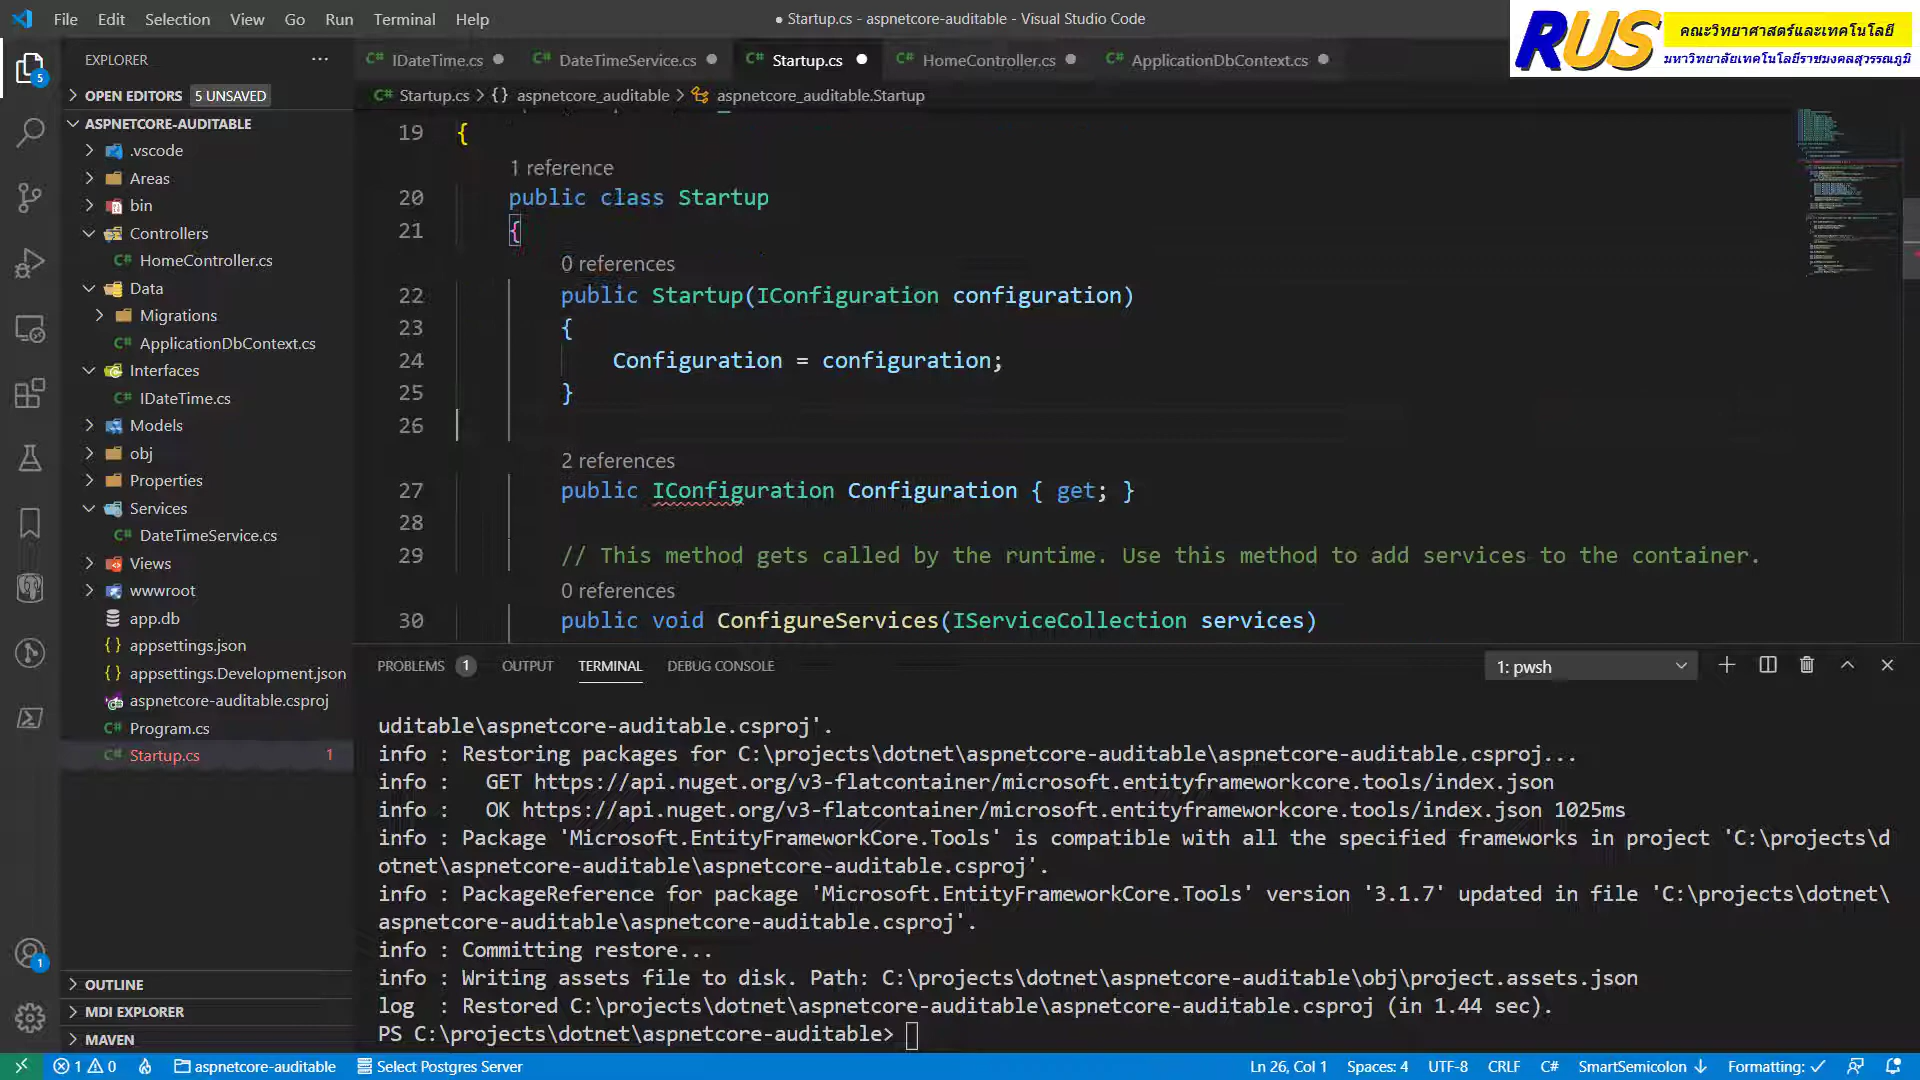 File Edit Selection View Go Run Terminal Help
● Startup.cs - aspnetcore-auditable - Visual Studio Code
RUS
คณะวิทยาศาสตร์และเทคโนโลยี
มหาวิทยาลัยเทคโนโลยีราชมงคลสุวรรณภูมิ
EXPLORER ...
IDateTime.cs DateTimeService.cs Startup.cs HomeController.cs ApplicationDbContext.cs
5
OPEN EDITORS 5 UNSAVED
Startup.cs > {} aspnetcore_auditable > aspnetcore_auditable.Startup
ASPNETCORE-AUDITABLE
.vscode
Areas
bin
Controllers
HomeController.cs
Data
Migrations
ApplicationDbContext.cs
Interfaces
IDateTime.cs
Models
obj
Properties
Services
DateTimeService.cs
Views
wwwroot
app.db
appsettings.json
appsettings.Development.json
aspnetcore-auditable.csproj
Program.cs
Startup.cs 1
OUTLINE
MDI EXPLORER
MAVEN
19 {
1 reference
20 public class Startup
21 {
0 references
22 public Startup(IConfiguration configuration)
23 {
24 Configuration = configuration;
25 }
26
2 references
27 public IConfiguration Configuration { get; }
28
29 // This method gets called by the runtime. Use this method to add services to the container.
0 references
30 public void ConfigureServices(IServiceCollection services)
PROBLEMS 1 OUTPUT TERMINAL DEBUG CONSOLE 1: pwsh
uditable\aspnetcore-auditable.csproj'.
info : Restoring packages for C:\projects\dotnet\aspnetcore-auditable\aspnetcore-auditable.csproj...
info :   GET https://api.nuget.org/v3-flatcontainer/microsoft.entityframeworkcore.tools/index.json
info :   OK https://api.nuget.org/v3-flatcontainer/microsoft.entityframeworkcore.tools/index.json 1025ms
info : Package 'Microsoft.EntityFrameworkCore.Tools' is compatible with all the specified frameworks in project 'C:\projects\d
otnet\aspnetcore-auditable\aspnetcore-auditable.csproj'.
info : PackageReference for package 'Microsoft.EntityFrameworkCore.Tools' version '3.1.7' updated in file 'C:\projects\dotnet\
aspnetcore-auditable\aspnetcore-auditable.csproj'.
info : Committing restore...
info : Writing assets file to disk. Path: C:\projects\dotnet\aspnetcore-auditable\obj\project.assets.json
log  : Restored C:\projects\dotnet\aspnetcore-auditable\aspnetcore-auditable.csproj (in 1.44 sec).
PS C:\projects\dotnet\aspnetcore-auditable>
1
1 0 aspnetcore-auditable Select Postgres Server Ln 26, Col 1 Spaces: 4 UTF-8 CRLF C# SmartSemicolon ↓ Formatting: ✓